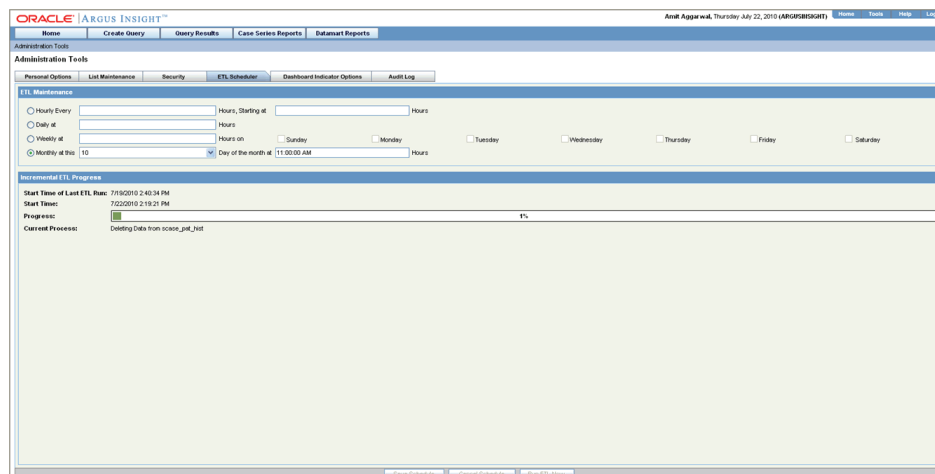 ORACLE' | ARGUS INSIGHT™
Amit Aggarwal, Thursday July 22, 2010 (ARGUSINSIGHT) Home Tools Help
Home Create Query Query Results Case Series Reports Datamart Reports
Administration Tools
Administration Tools
Personal Options List Maintenance Security ETL Scheduler Dashboard Indicator Options Audit Log
ETL Maintenance
Hourly Every Hours, Starting at Hours
Daily at Hours
Weekly at Hours on Sunday Monday Tuesday Wednesday Thursday Friday Saturday
Monthly at this 10 Day of the month at 11:00:00 AM Hours
Incremental ETL Progress
Start Time of Last ETL Run: 7/19/2010 2:40:34 PM
Start Time: 7/22/2010 2:19:21 PM
Progress: 1%
Current Process: Deleting Data from scase_pat_hist